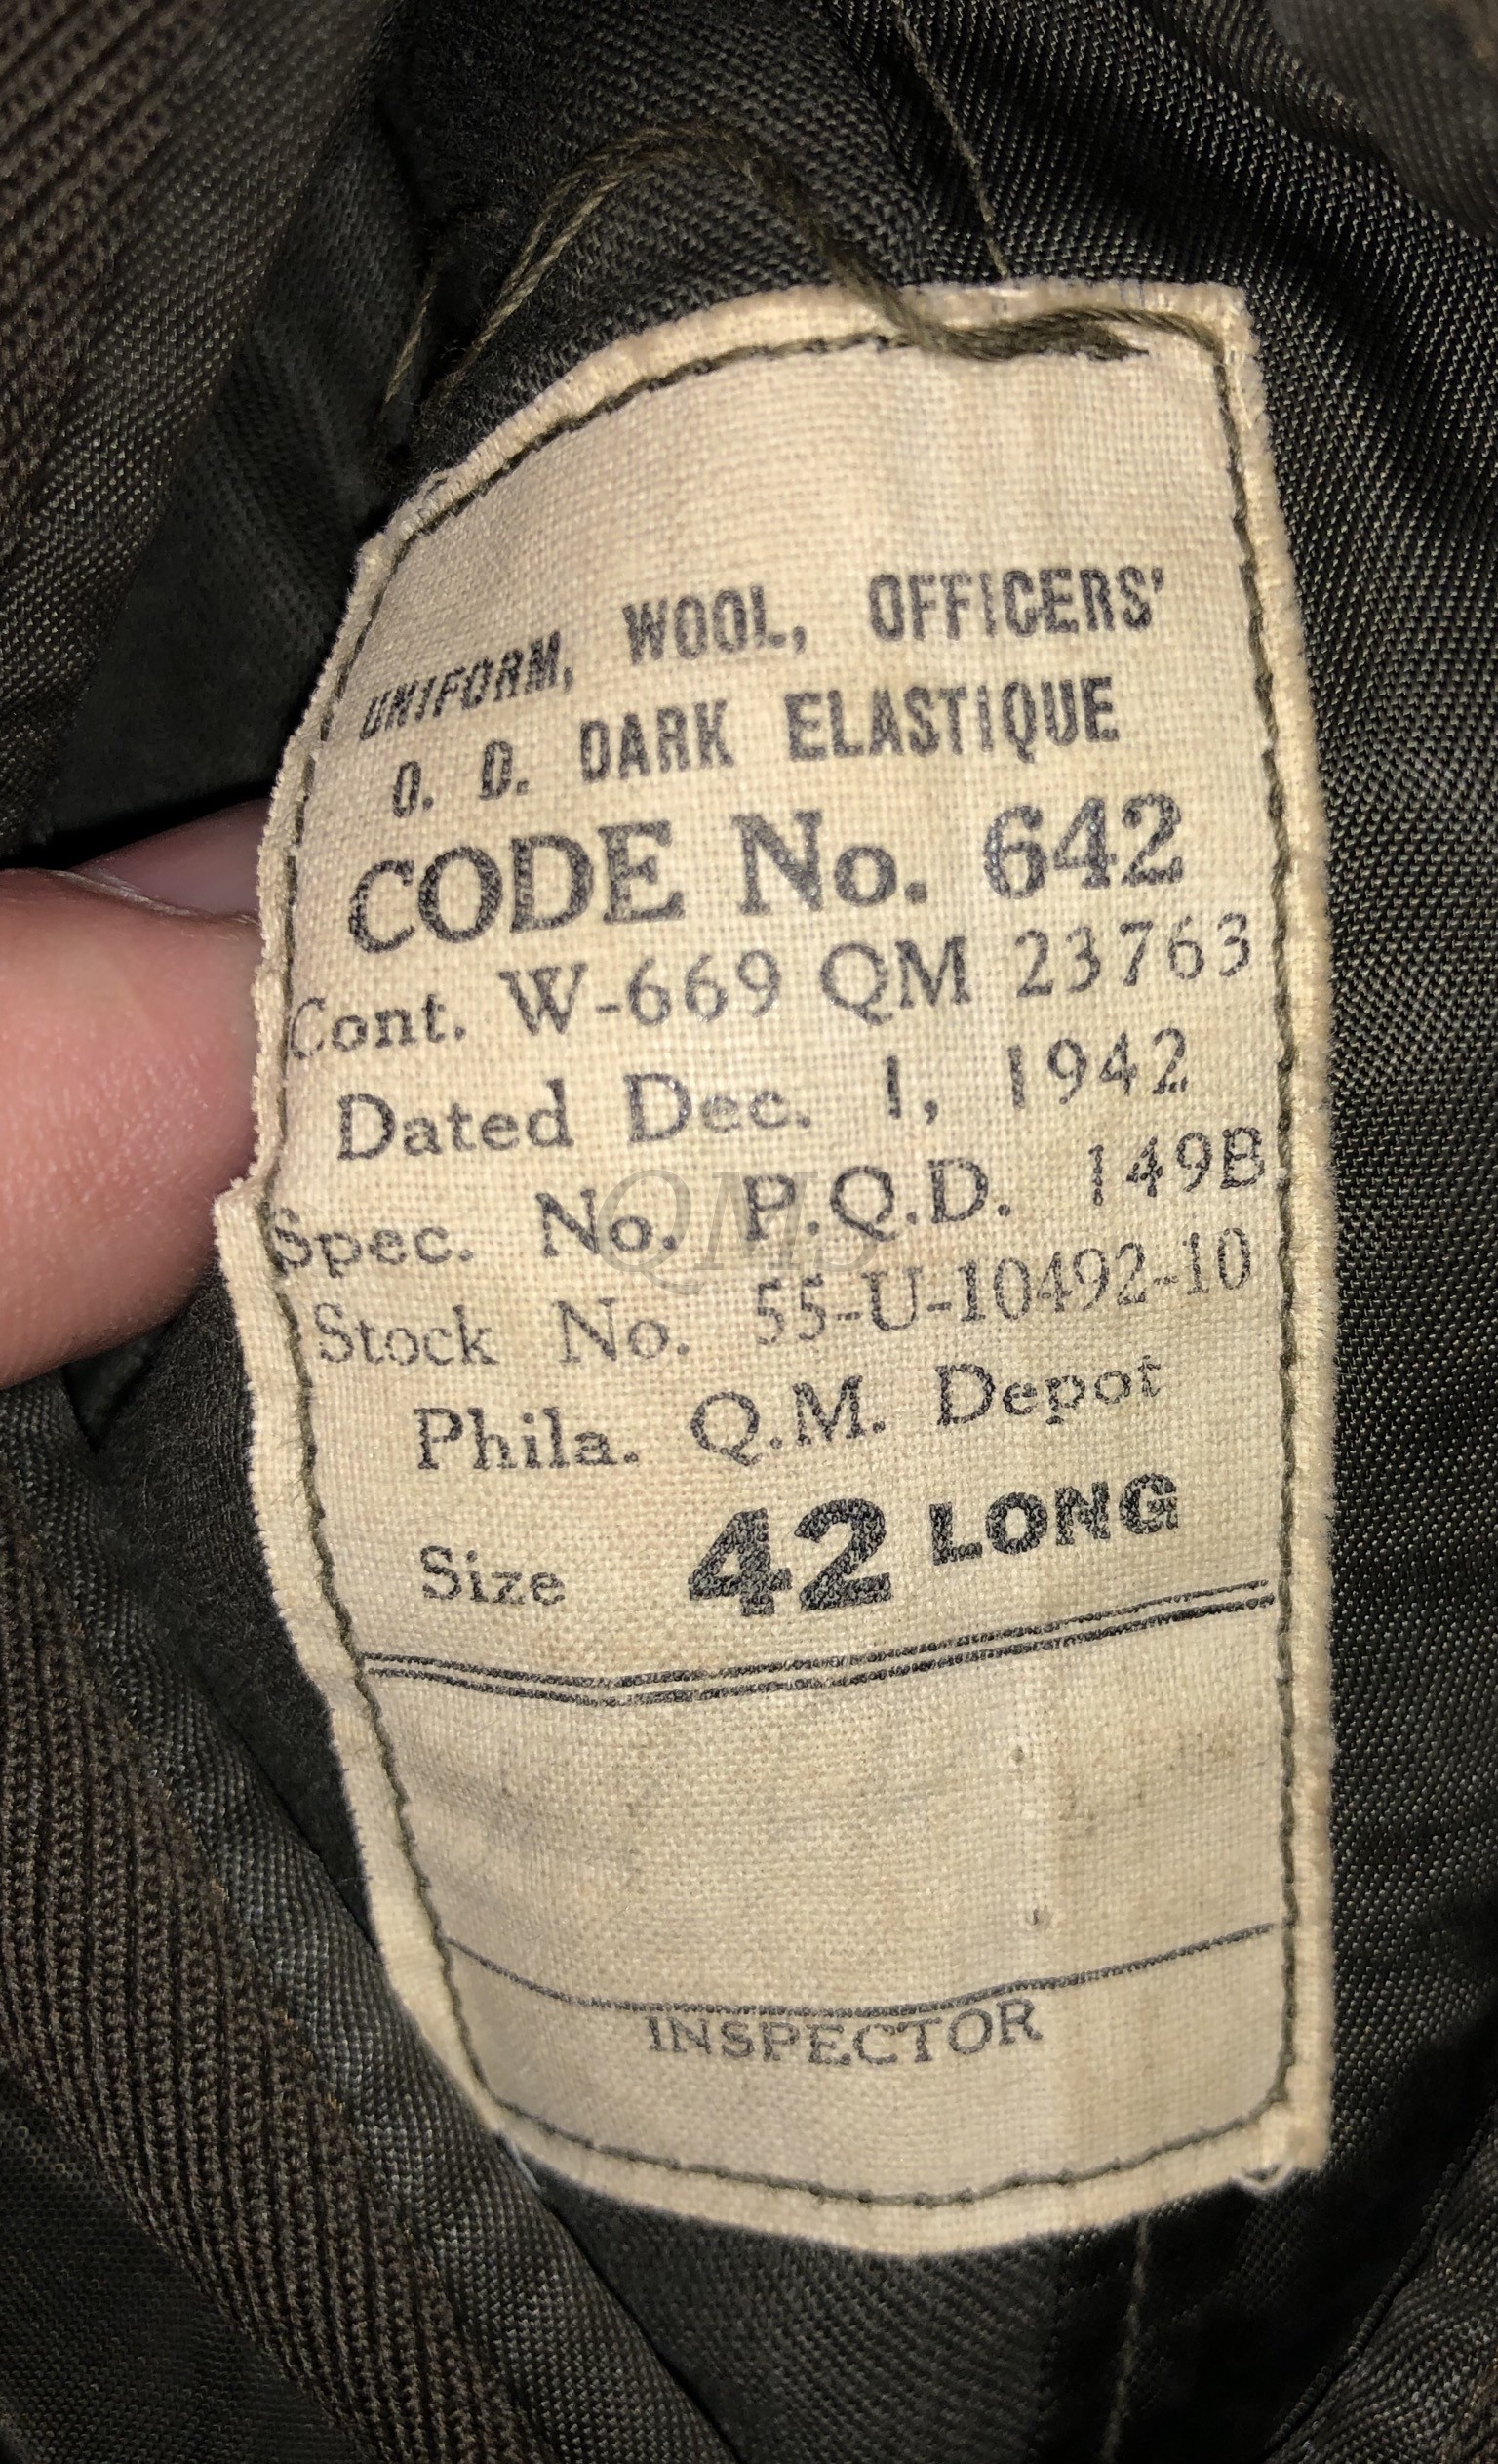 UNIFORM, WOOL, OFFICERS'
O. D. DARK ELASTIQUE
CODE No. 642
Cont. W-669 QM 23763
Dated Dec. 1, 1942
Spec. No. P.Q.D. 149B
QMS
Stock No. 55-U-10492-10
Phila. Q.M. Depot
Size 42 LONG
INSPECTOR